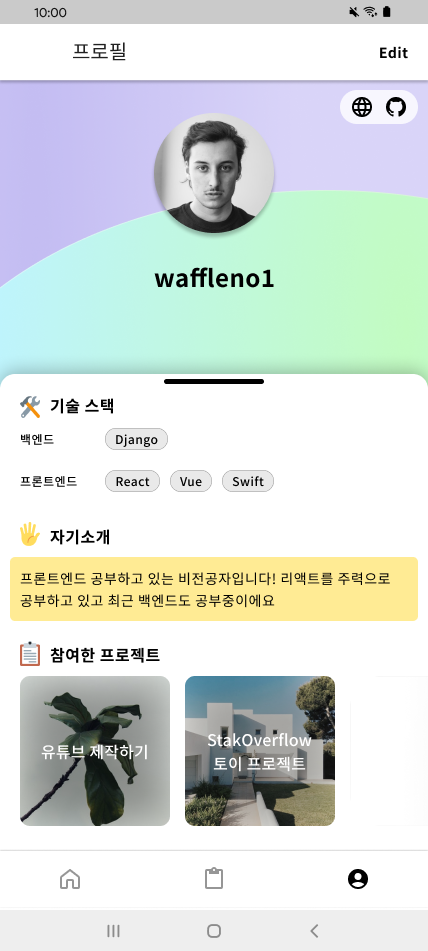 10:00
프로필
Edit
waffleno1
기술 스택
백엔드
Django
프론트엔드
React Vue Swift
자기소개
프론트엔드 공부하고 있는 비전공자입니다! 리액트를 주력으로
공부하고 있고 최근 백엔드도 공부중이에요
참여한 프로젝트
유튜브 제작하기
StakOverflow
토이 프로젝트